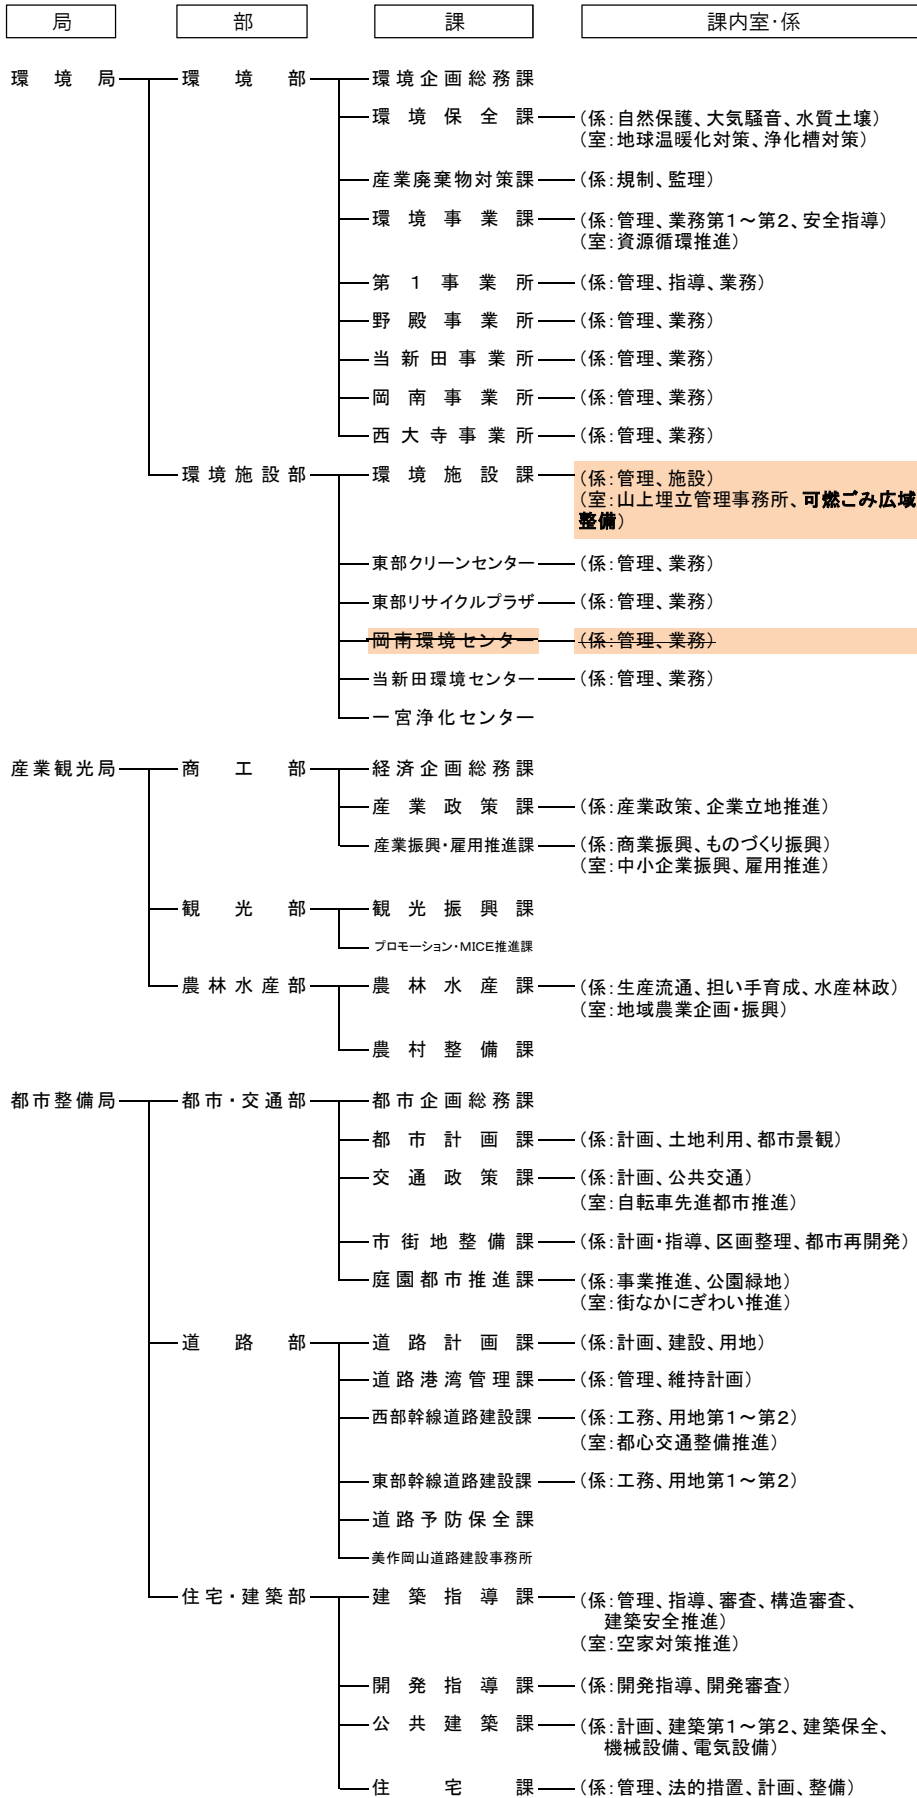 局 部 課 課内室・係
環境局 環境部 環境企画総務課
環境保全課 (係:自然保護、大気騒音、水質土壌)
(室:地球温暖化対策、浄化槽対策)
産業廃棄物対策課 (係:規制、監理)
環境事業課 (係:管理、業務第1～第2、安全指導)
(室:資源循環推進)
第1事業所 (係:管理、指導、業務)
野殿事業所 (係:管理、業務)
当新田事業所 (係:管理、業務)
岡南事業所 (係:管理、業務)
西大寺事業所 (係:管理、業務)
環境施設部 環境施設課 (係:管理、施設)
(室:山上埋立管理事務所、可燃ごみ広域
整備)
東部クリーンセンター (係:管理、業務)
東部リサイクルプラザ (係:管理、業務)
岡南環境センター (係:管理、業務)
当新田環境センター (係:管理、業務)
一宮浄化センター
産業観光局 商工部 経済企画総務課
産業政策課 (係:産業政策、企業立地推進)
産業振興・雇用推進課 (係:商業振興、ものづくり振興)
(室:中小企業振興、雇用推進)
観光部 観光振興課
プロモーション・MICE推進課
農林水産部 農林水産課 (係:生産流通、担い手育成、水産林政)
(室:地域農業企画・振興)
農村整備課
都市整備局 都市・交通部 都市企画総務課
都市計画課 (係:計画、土地利用、都市景観)
交通政策課 (係:計画、公共交通)
(室:自転車先進都市推進)
市街地整備課 (係:計画・指導、区画整理、都市再開発)
庭園都市推進課 (係:事業推進、公園緑地)
(室:街なかにぎわい推進)
道路部 道路計画課 (係:計画、建設、用地)
道路港湾管理課 (係:管理、維持計画)
西部幹線道路建設課 (係:工務、用地第1～第2)
(室:都心交通整備推進)
東部幹線道路建設課 (係:工務、用地第1～第2)
道路予防保全課
美作岡山道路建設事務所
住宅・建築部 建築指導課 (係:管理、指導、審査、構造審査、
建築安全推進)
(室:空家対策推進)
開発指導課 (係:開発指導、開発審査)
公共建築課 (係:計画、建築第1～第2、建築保全、
機械設備、電気設備)
住宅課 (係:管理、法的措置、計画、整備)